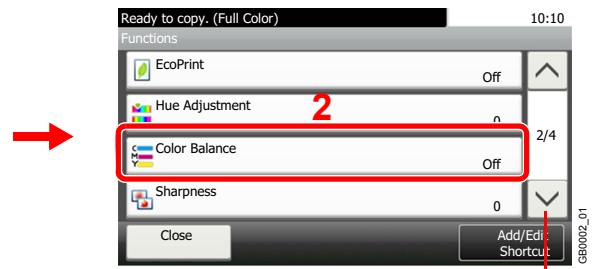 Ready to copy. (Full Color)
10:10
Functions
EcoPrint
Off
Hue Adjustment
2
0
2/4
Color Balance
C
M
Y
Off
Sharpness
0
Close
Add/Edit
Shortcut
GB0002_01